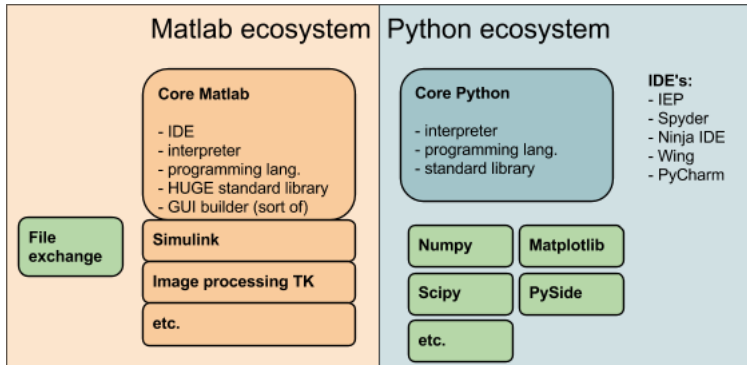 Matlab ecosystem
Core Matlab
- IDE
- interpreter
- programming lang.
- HUGE standard library
- GUI builder (sort of)
File
exchange
Simulink
Image processing TK
etc.
Python ecosystem
Core Python
- interpreter
- programming lang.
- standard library
IDE's:
- IEP
- Spyder
- Ninja IDE
- Wing
- PyCharm
Numpy
Matplotlib
Scipy
PySide
etc.